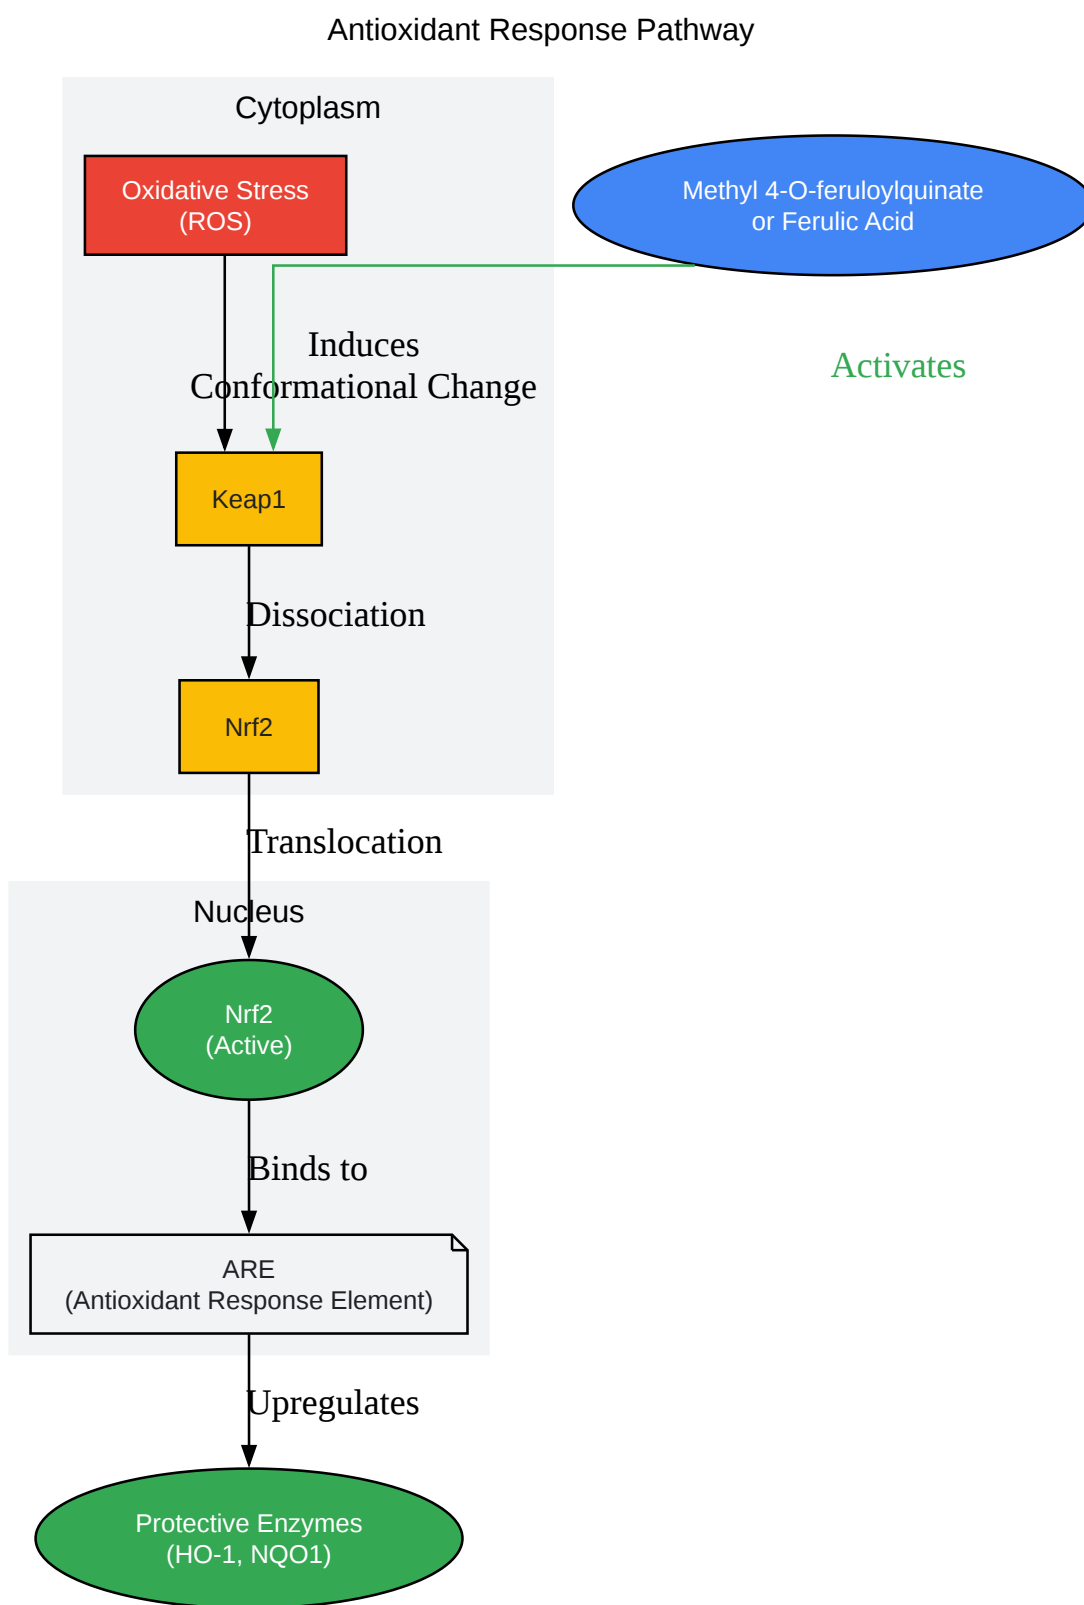 Antioxidant Response Pathway
Cytoplasm
Oxidative Stress
(ROS)
Methyl 4-O-feruloylquinate
or Ferulic Acid
Induces
Conformational Change
Activates
Keap1
Dissociation
Nrf2
Translocation
Nucleus
Nrf2
(Active)
Binds to
ARE
(Antioxidant Response Element)
Upregulates
Protective Enzymes
(HO-1, NQO1)